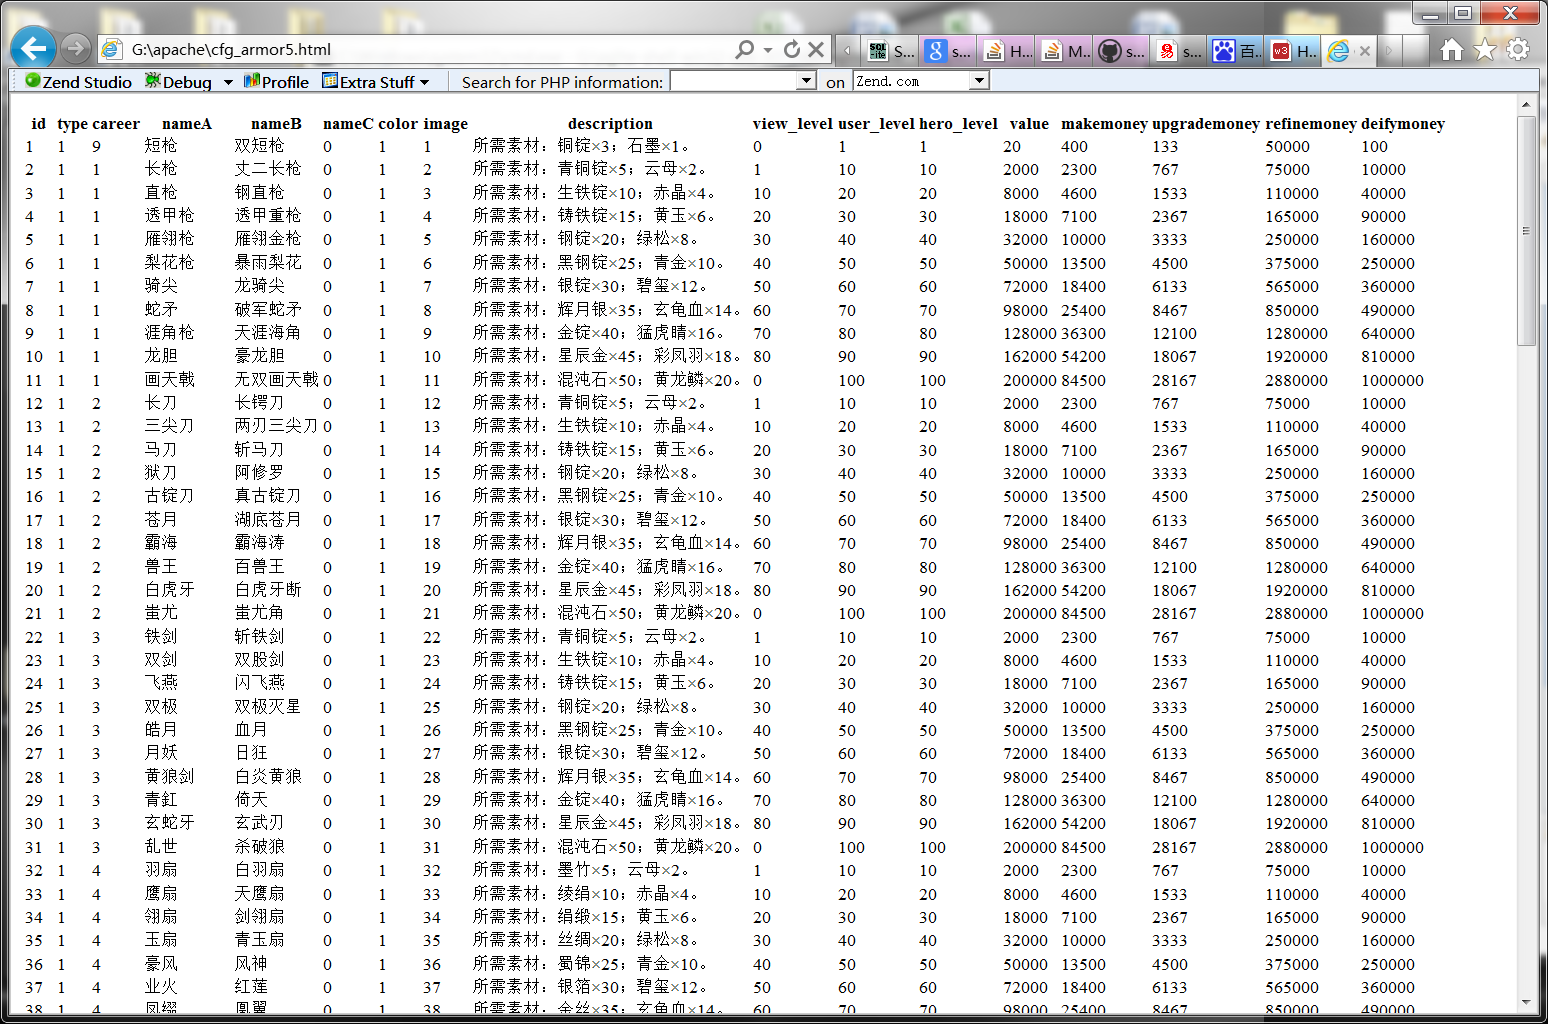 G:\apache\cfg_armor5.html
S... s... H... M... s... s... 百... H...
Zend Studio Debug Profile Extra Stuff Search for PHP information: on Zend.com
id type career nameA nameB nameC color image description view_level user_level hero_level value makemoney upgrademoney refinemoney deifymoney
1 1 9 短枪 双短枪 0 1 1 所需素材：铜锭×3；石墨×1。 0 1 1 20 400 133 50000 100
2 1 1 长枪 丈二长枪 0 1 2 所需素材：青铜锭×5；云母×2。 1 10 10 2000 2300 767 75000 10000
3 1 1 直枪 钢直枪 0 1 3 所需素材：生铁锭×10；赤晶×4。 10 20 20 8000 4600 1533 110000 40000
4 1 1 透甲枪 透甲重枪 0 1 4 所需素材：铸铁锭×15；黄玉×6。 20 30 30 18000 7100 2367 165000 90000
5 1 1 雁翎枪 雁翎金枪 0 1 5 所需素材：钢锭×20；绿松×8。 30 40 40 32000 10000 3333 250000 160000
6 1 1 梨花枪 暴雨梨花 0 1 6 所需素材：黑钢锭×25；青金×10。 40 50 50 50000 13500 4500 375000 250000
7 1 1 骑尖 龙骑尖 0 1 7 所需素材：银锭×30；碧玺×12。 50 60 60 72000 18400 6133 565000 360000
8 1 1 蛇矛 破军蛇矛 0 1 8 所需素材：辉月银×35；玄龟血×14。 60 70 70 98000 25400 8467 850000 490000
9 1 1 涯角枪 天涯海角 0 1 9 所需素材：金锭×40；猛虎睛×16。 70 80 80 128000 36300 12100 1280000 640000
10 1 1 龙胆 豪龙胆 0 1 10 所需素材：星辰金×45；彩凤羽×18。 80 90 90 162000 54200 18067 1920000 810000
11 1 1 画天戟 无双画天戟 0 1 11 所需素材：混沌石×50；黄龙鳞×20。 0 100 100 200000 84500 28167 2880000 1000000
12 1 2 长刀 长锷刀 0 1 12 所需素材：青铜锭×5；云母×2。 1 10 10 2000 2300 767 75000 10000
13 1 2 三尖刀 两刃三尖刀 0 1 13 所需素材：生铁锭×10；赤晶×4。 10 20 20 8000 4600 1533 110000 40000
14 1 2 马刀 斩马刀 0 1 14 所需素材：铸铁锭×15；黄玉×6。 20 30 30 18000 7100 2367 165000 90000
15 1 2 狱刀 阿修罗 0 1 15 所需素材：钢锭×20；绿松×8。 30 40 40 32000 10000 3333 250000 160000
16 1 2 古锭刀 真古锭刀 0 1 16 所需素材：黑钢锭×25；青金×10。 40 50 50 50000 13500 4500 375000 250000
17 1 2 苍月 湖底苍月 0 1 17 所需素材：银锭×30；碧玺×12。 50 60 60 72000 18400 6133 565000 360000
18 1 2 霸海 霸海涛 0 1 18 所需素材：辉月银×35；玄龟血×14。 60 70 70 98000 25400 8467 850000 490000
19 1 2 兽王 百兽王 0 1 19 所需素材：金锭×40；猛虎睛×16。 70 80 80 128000 36300 12100 1280000 640000
20 1 2 白虎牙 白虎牙断 0 1 20 所需素材：星辰金×45；彩凤羽×18。 80 90 90 162000 54200 18067 1920000 810000
21 1 2 蚩尤 蚩尤角 0 1 21 所需素材：混沌石×50；黄龙鳞×20。 0 100 100 200000 84500 28167 2880000 1000000
22 1 3 铁剑 斩铁剑 0 1 22 所需素材：青铜锭×5；云母×2。 1 10 10 2000 2300 767 75000 10000
23 1 3 双剑 双股剑 0 1 23 所需素材：生铁锭×10；赤晶×4。 10 20 20 8000 4600 1533 110000 40000
24 1 3 飞燕 闪飞燕 0 1 24 所需素材：铸铁锭×15；黄玉×6。 20 30 30 18000 7100 2367 165000 90000
25 1 3 双极 双极灭星 0 1 25 所需素材：钢锭×20；绿松×8。 30 40 40 32000 10000 3333 250000 160000
26 1 3 皓月 血月 0 1 26 所需素材：黑钢锭×25；青金×10。 40 50 50 50000 13500 4500 375000 250000
27 1 3 月妖 日狂 0 1 27 所需素材：银锭×30；碧玺×12。 50 60 60 72000 18400 6133 565000 360000
28 1 3 黄狼剑 白炎黄狼 0 1 28 所需素材：辉月银×35；玄龟血×14。 60 70 70 98000 25400 8467 850000 490000
29 1 3 青釭 倚天 0 1 29 所需素材：金锭×40；猛虎睛×16。 70 80 80 128000 36300 12100 1280000 640000
30 1 3 玄蛇牙 玄武刃 0 1 30 所需素材：星辰金×45；彩凤羽×18。 80 90 90 162000 54200 18067 1920000 810000
31 1 3 乱世 杀破狼 0 1 31 所需素材：混沌石×50；黄龙鳞×20。 0 100 100 200000 84500 28167 2880000 1000000
32 1 4 羽扇 白羽扇 0 1 32 所需素材：墨竹×5；云母×2。 1 10 10 2000 2300 767 75000 10000
33 1 4 鹰扇 天鹰扇 0 1 33 所需素材：绫绢×10；赤晶×4。 10 20 20 8000 4600 1533 110000 40000
34 1 4 翎扇 剑翎扇 0 1 34 所需素材：绢缎×15；黄玉×6。 20 30 30 18000 7100 2367 165000 90000
35 1 4 玉扇 青玉扇 0 1 35 所需素材：丝绸×20；绿松×8。 30 40 40 32000 10000 3333 250000 160000
36 1 4 豪风 风神 0 1 36 所需素材：蜀锦×25；青金×10。 40 50 50 50000 13500 4500 375000 250000
37 1 4 业火 红莲 0 1 37 所需素材：银箔×30；碧玺×12。 50 60 60 72000 18400 6133 565000 360000
38 1 4 凤缀 凰翼 0 1 38 所需素材：金丝×35；玄龟血×14。 60 70 70 98000 25400 8467 850000 490000